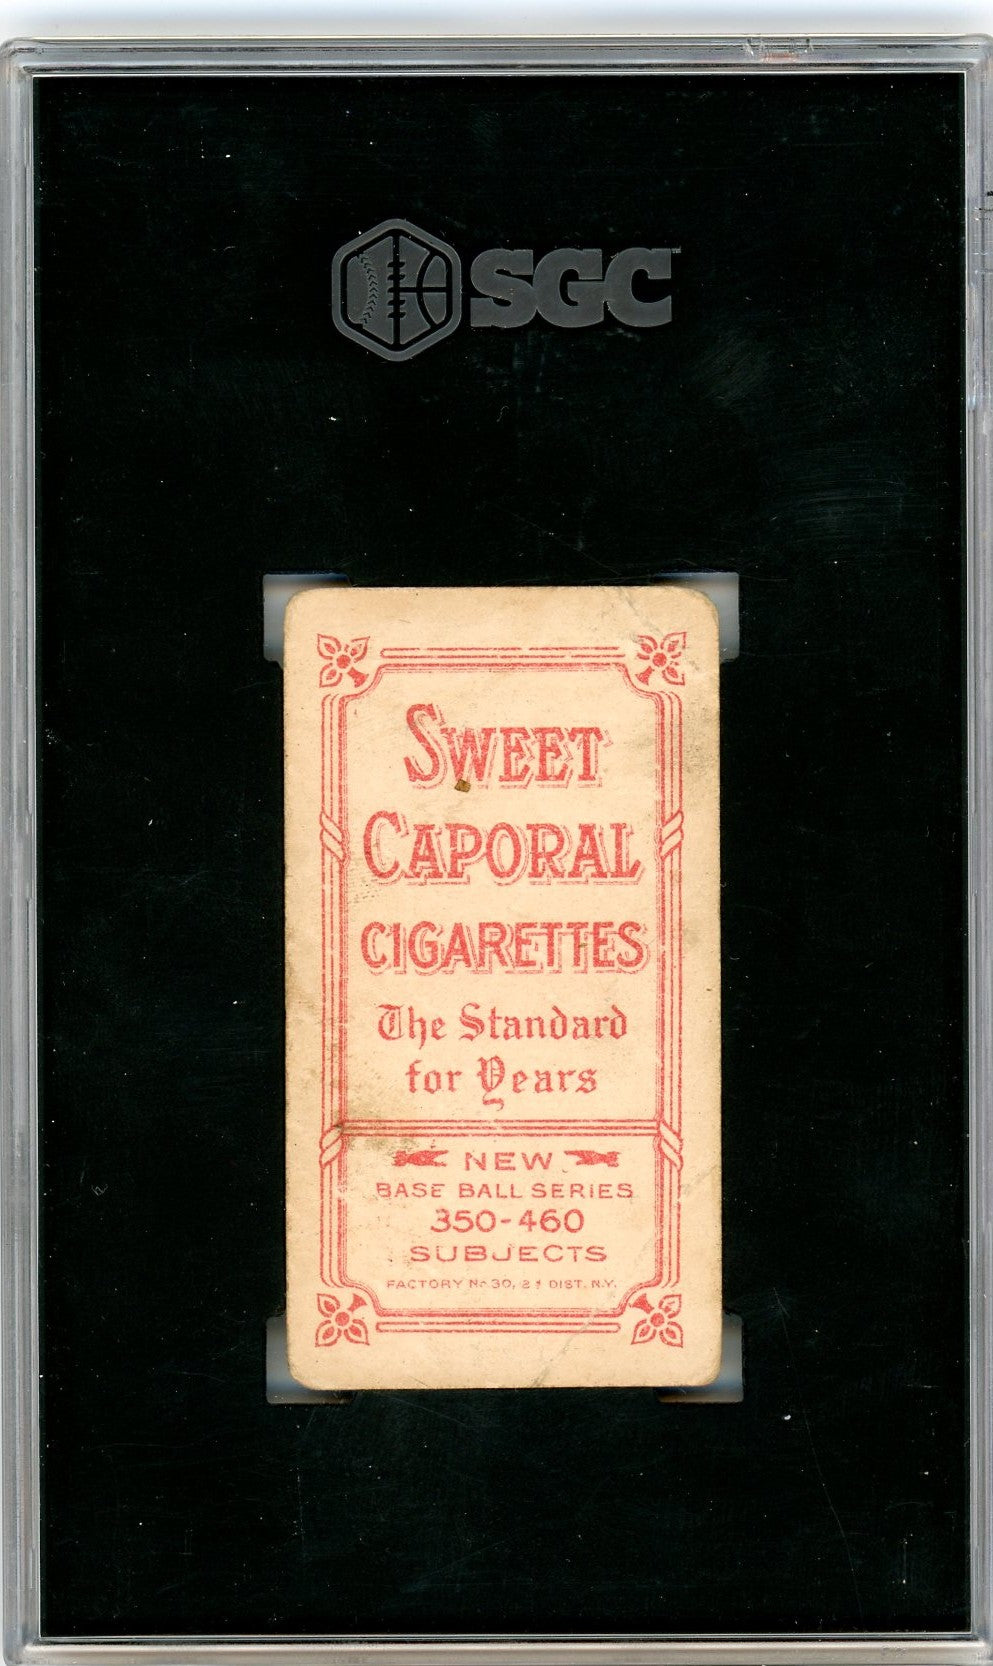 SGC
SWEET
CAPORAL
CIGARETTES
The Standard
for Years
NEW
BASE BALL SERIES
350-460
SUBJECTS
FACTORY No 30, 2d DIST. N.Y.